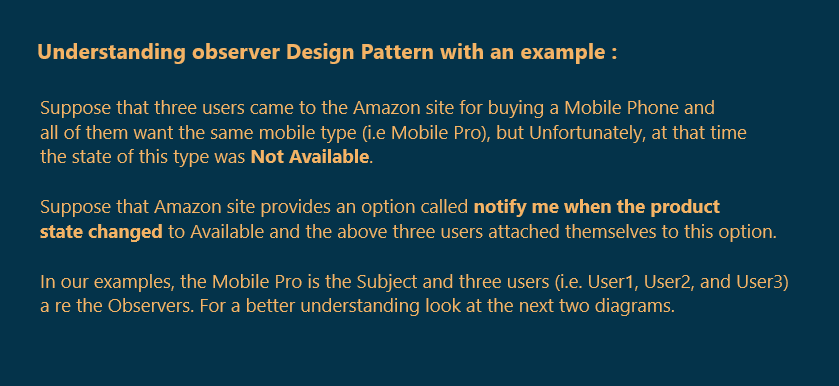 Understanding observer Design Pattern with an example :
Suppose that three users came to the Amazon site for buying a Mobile Phone and
all of them want the same mobile type (i.e Mobile Pro), but Unfortunately, at that time
the state of this type was Not Available.
Suppose that Amazon site provides an option called notify me when the product
state changed to Available and the above three users attached themselves to this option.
In our examples, the Mobile Pro is the Subject and three users (i.e. User1, User2, and User3)
a re the Observers. For a better understanding look at the next two diagrams.